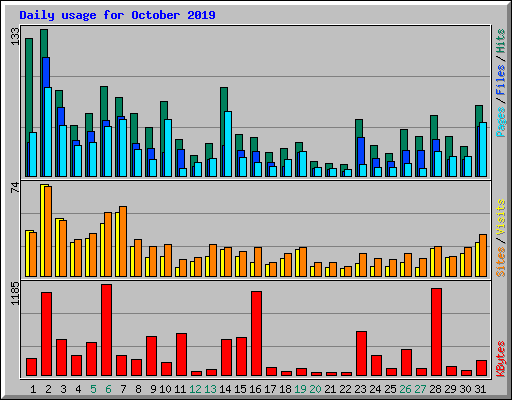 Daily usage for October 2019
133
Pages / Files / Hits
74
Sites / Visits
1185
KBytes
1 2 3 4 5 6 7 8 9 10 11 12 13 14 15 16 17 18 19 20 21 22 23 24 25 26 27 28 29 30 31